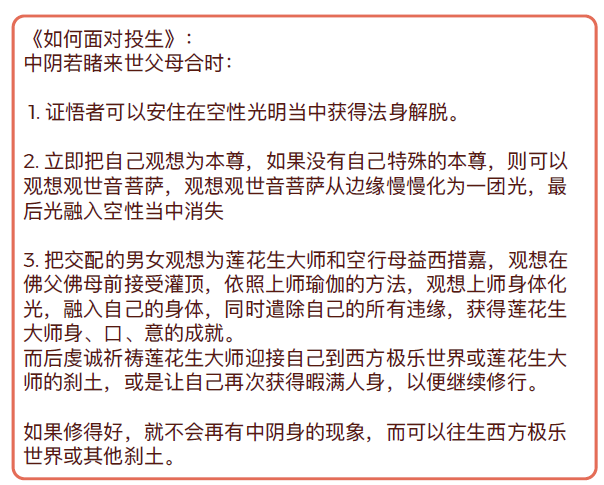 《如何面对投生》：
中阴若睹来世父母合时：
1. 证悟者可以安住在空性光明当中获得法身解脱。
2. 立即把自己观想为本尊，如果没有自己特殊的本尊，则可以
观想观世音菩萨，观想观世音菩萨从边缘慢慢化为一团光，最
后光融入空性当中消失
3. 把交配的男女观想为莲花生大师和空行母益西措嘉，观想在
佛父佛母前接受灌顶，依照上师瑜伽的方法，观想上师身体化
光，融入自己的身体，同时遣除自己的所有违缘，获得莲花生
大师身、口、意的成就。
而后虔诚祈祷莲花生大师迎接自己到西方极乐世界或莲花生大
师的刹土，或是让自己再次获得暇满人身，以便继续修行。
如果修得好，就不会再有中阴身的现象，而可以往生西方极乐
世界或其他刹土。